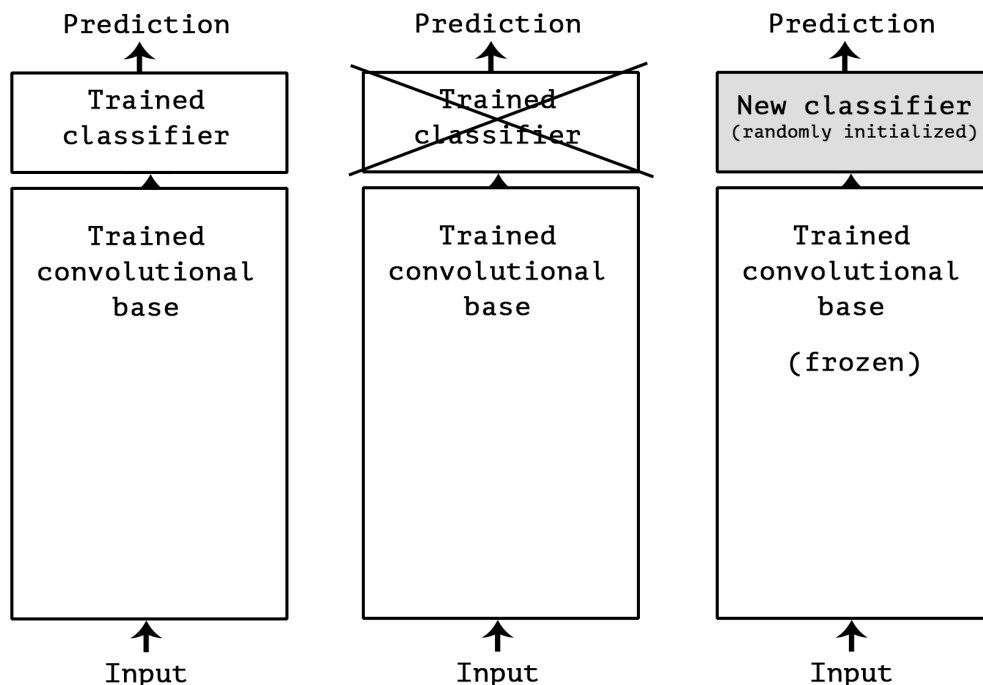 Prediction
Trained
classifier
Trained
convolutional
base
Input
Prediction
Trained
classifier
Trained
convolutional
base
Input
Prediction
New classifier
(randomly initialized)
Trained
convolutional
base
(frozen)
Input